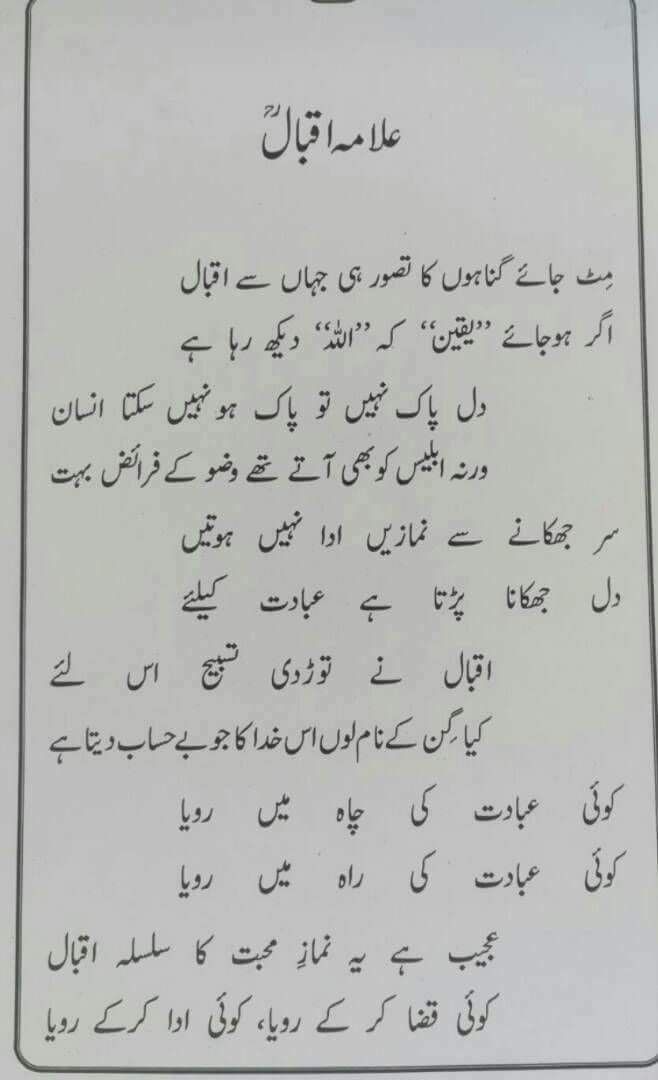 علامہ اقبالؒ
مِٹ جائے گناہوں کا تصور ہی جہاں سے اقبال
اگر ہوجائے ”یقین“ کہ ”اللہ“ دیکھ رہا ہے
دل پاک نہیں تو پاک ہو نہیں سکتا انسان
ورنہ ابلیس کو بھی آتے تھے وضو کے فرائض بہت
سر جھکانے سے نمازیں ادا نہیں ہوتیں
دل جھکانا پڑتا ہے عبادت کیلئے
اقبال نے توڑدی تسبیح اس لئے
کیا گِن کے نام لوں اس خدا کا جو بے حساب دیتا ہے
کوئی عبادت کی چاہ میں رویا
کوئی عبادت کی راہ میں رویا
عجیب ہے یہ نمازِ محبت کا سلسلہ اقبال
کوئی قضا کر کے رویا، کوئی ادا کرکے رویا